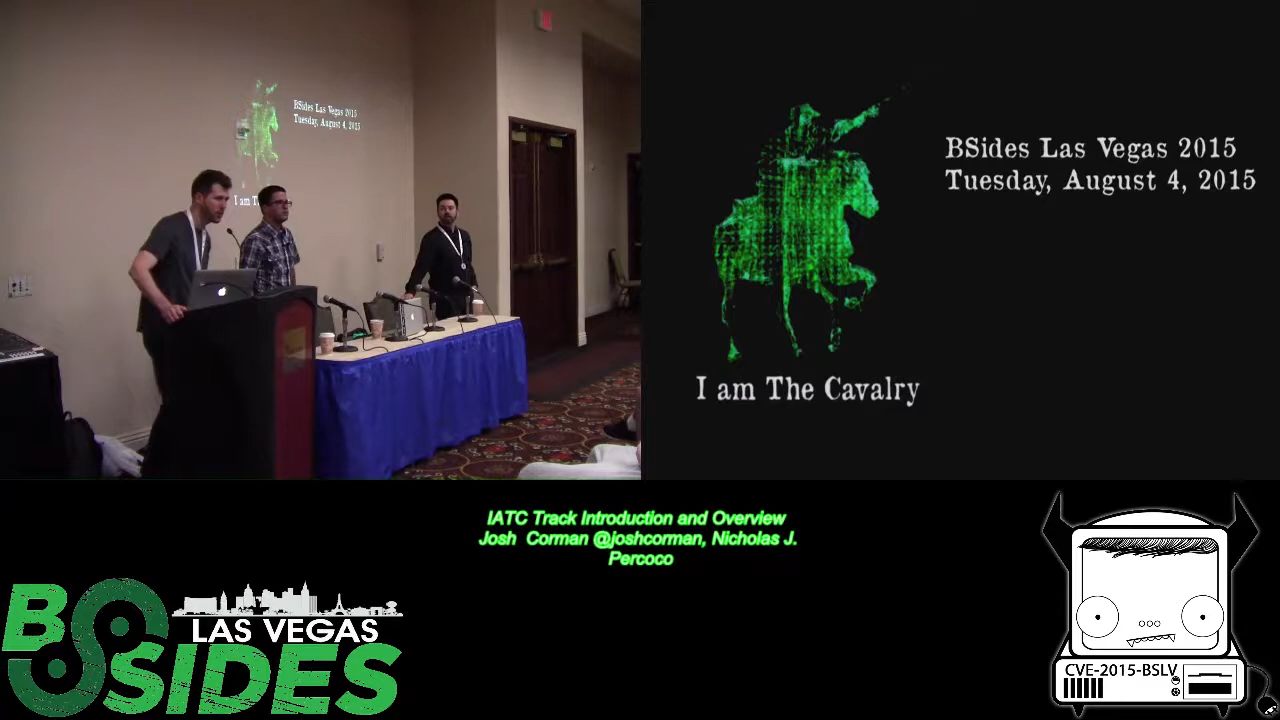 BSides Las Vegas 2015
Tuesday, August 4, 2015
I am T
BSides Las Vegas 2015
Tuesday, August 4, 2015
I am The Cavalry
IATC Track Introduction and Overview
Josh Corman @joshcorman, Nicholas J.
Percoco
BSIDES
LAS VEGAS
CVE-2015-BSLV